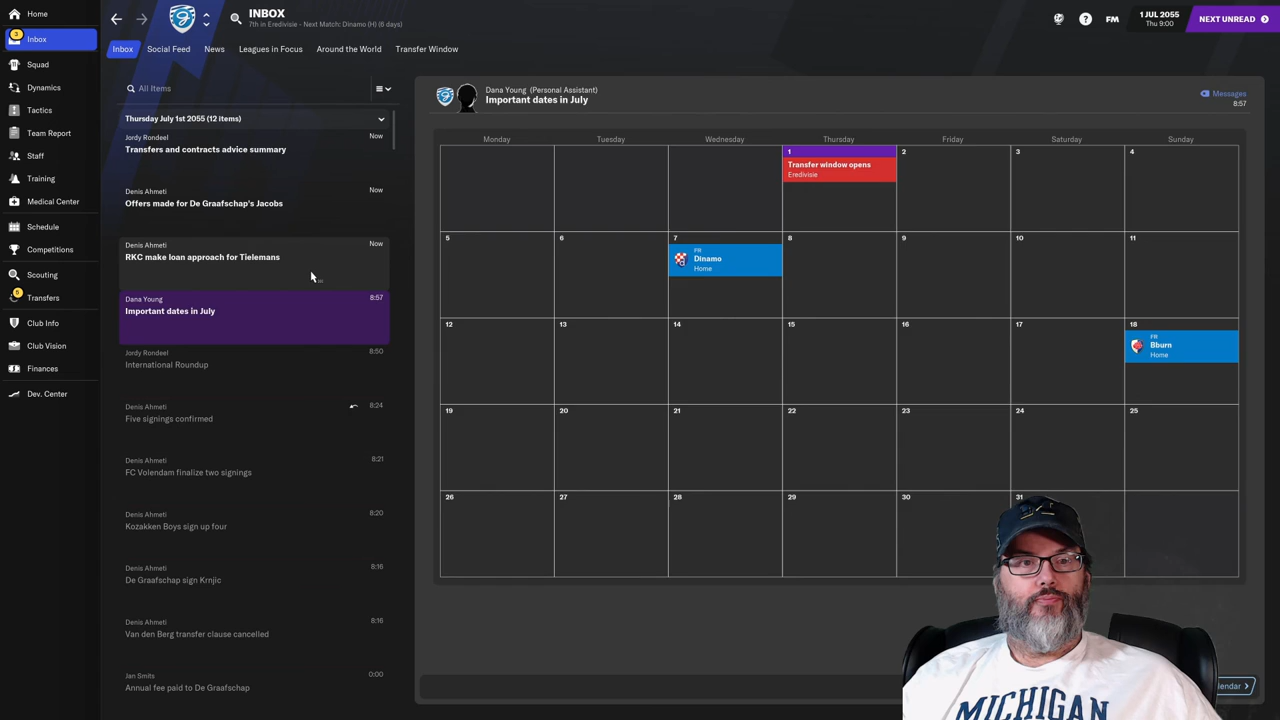 Home
3
Inbox
Squad
Dynamics
Tactics
Team Report
Staff
Training
Medical Center
Schedule
Competitions
Scouting
5
Transfers
Club Info
Club Vision
Finances
Dev. Center
INBOX
7th in Eredivisie - Next Match: Dinamo (H) (6 days)
FM
1 JUL 2055
Thu 9:00
NEXT UNREAD
Inbox
Social Feed
News
Leagues in Focus
Around the World
Transfer Window
All Items
Thursday July 1st 2055 (12 items)
Jordy Rondeel
Now
Transfers and contracts advice summary
Denis Ahmeti
Now
Offers made for De Graafschap's Jacobs
Denis Ahmeti
Now
RKC make loan approach for Tielemans
Dana Young
8:57
Important dates in July
Jordy Rondeel
8:50
International Roundup
Denis Ahmeti
8:24
Five signings confirmed
Denis Ahmeti
8:21
FC Volendam finalize two signings
Denis Ahmeti
8:20
Kozakken Boys sign up four
Denis Ahmeti
8:16
De Graafschap sign Krnjic
Denis Ahmeti
8:16
Van den Berg transfer clause cancelled
Jan Smits
0:00
Annual fee paid to De Graafschap
Dana Young (Personal Assistant)
Important dates in July
Messages
8:57
Monday Tuesday Wednesday Thursday Friday Saturday Sunday
1 2 3 4
Transfer window opens
Eredivisie
5 6 7 8 9 10 11
FR
Dinamo
Home
12 13 14 15 16 17 18
FR
Bburn
Home
19 20 21 22 23 24 25
26 27 28 29 30 31
lendar
MICHIGAN